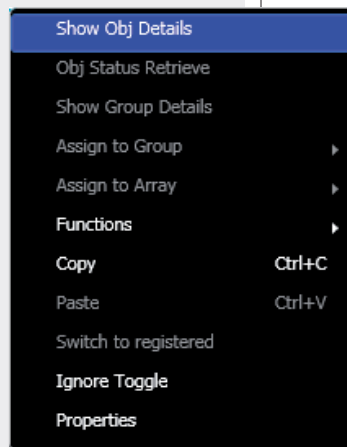 Show Obj Details
Obj Status Retrieve
Show Group Details
Assign to Group
Assign to Array
Functions
Copy Ctrl+C
Paste Ctrl+V
Switch to registered
Ignore Toggle
Properties